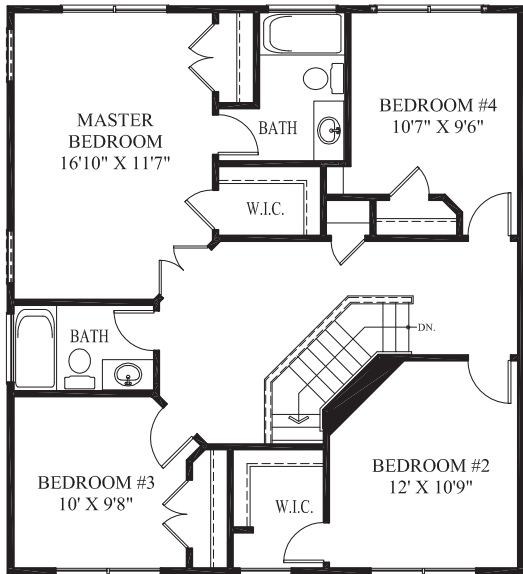 BEDROOM #4
10'7" X 9'6"
MASTER
BEDROOM
16'10" X 11'7"
BATH
W.I.C.
DN.
BATH
BEDROOM #3
10' X 9'8"
W.I.C.
BEDROOM #2
12' X 10'9"